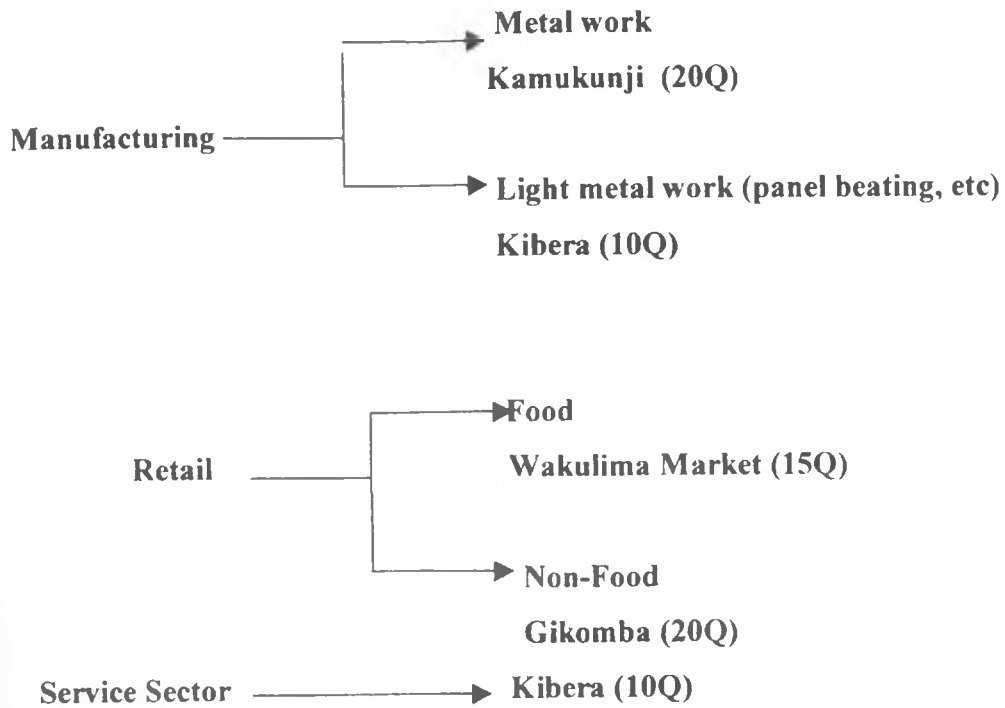 Metal work
Kamukunji (20Q)
Manufacturing
Light metal work (panel beating, etc)
Kibera (10Q)
Food
Retail
Wakulima Market (15Q)
Non-Food
Gikomba (20Q)
Service Sector
Kibera (10Q)